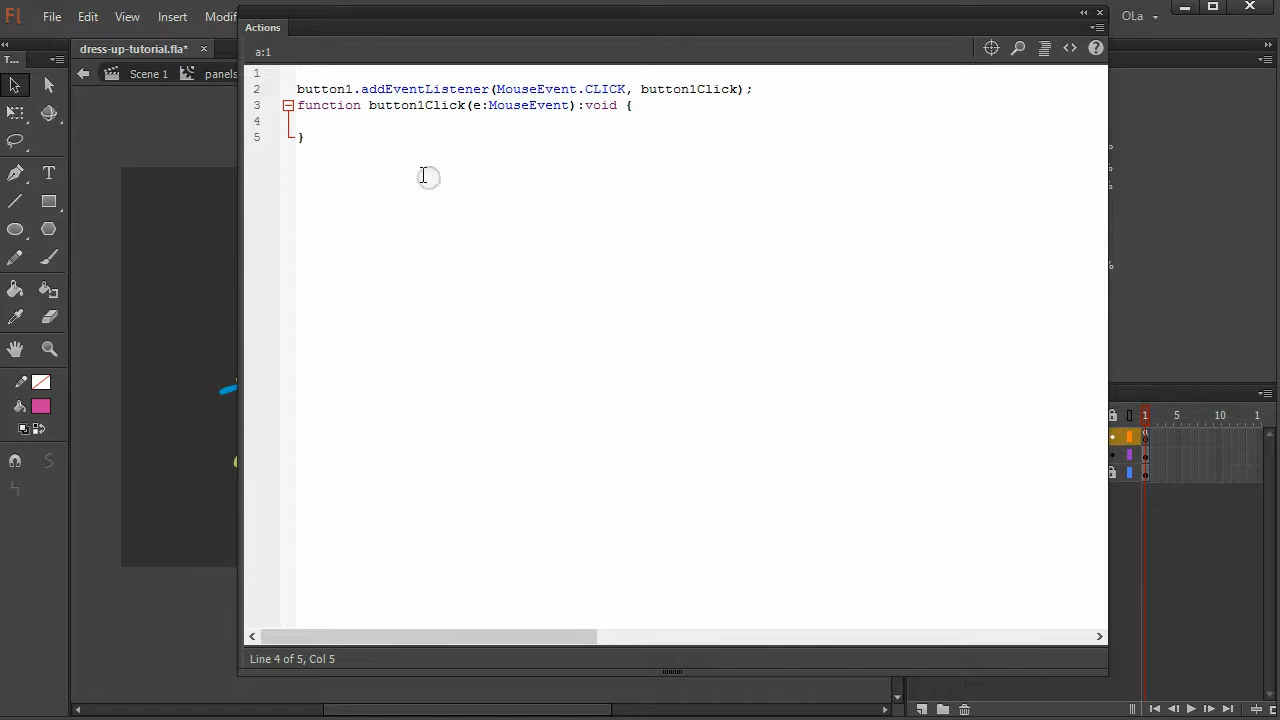 Fl File Edit View Insert Modif OLa
Actions
dress-up-tutorial.fla* × T...
a:1
Scene 1 panels
1
2 button1.addEventListener(MouseEvent.CLICK, button1Click);
3 function button1Click(e:MouseEvent):void {
4
5 }
%
1 5 10 1
Line 4 of 5, Col 5